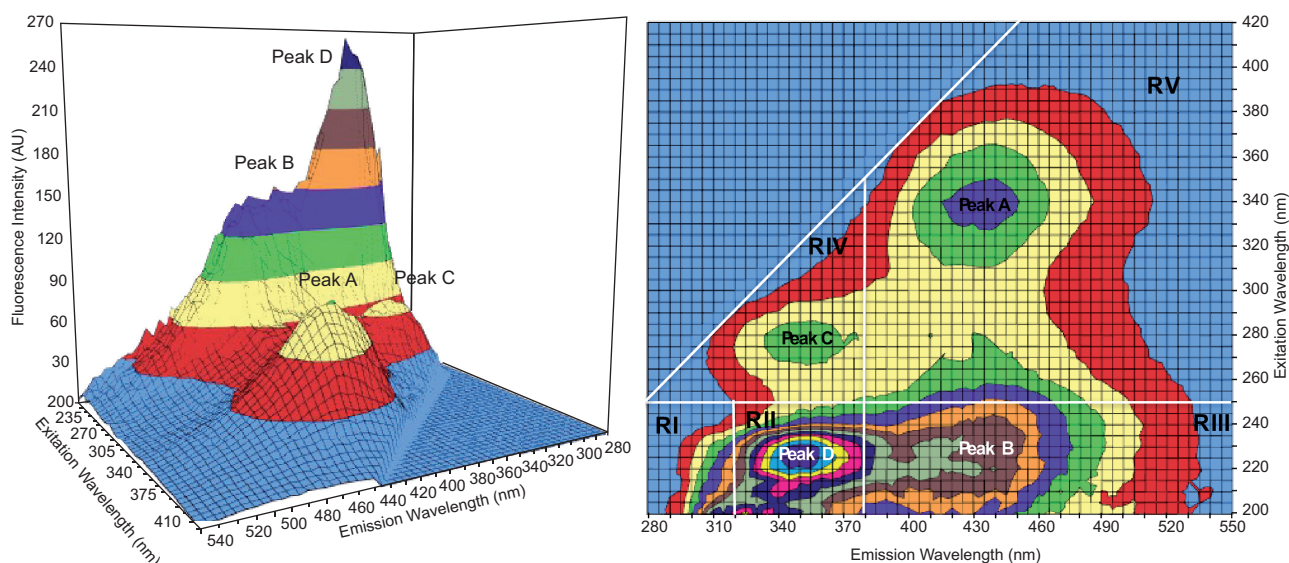 270
240
210
180
150
120
90
60
30
200
Fluorescence Intensity (AU)
Peak D
Peak B
Peak A
Peak C
235
270
305
340
375
410
Exitation Wavelength (nm)
540
520
500
480
460
440
420
400
380
360
340
320
300
280
Emission Wavelength (nm)
RV
RIV
RI
RII
RIII
Peak A
Peak C
Peak D
Peak B
420
400
380
360
340
320
300
280
260
240
220
200
Exitation Wavelength (nm)
280
310
340
370
400
430
460
490
520
550
Emission Wavelength (nm)